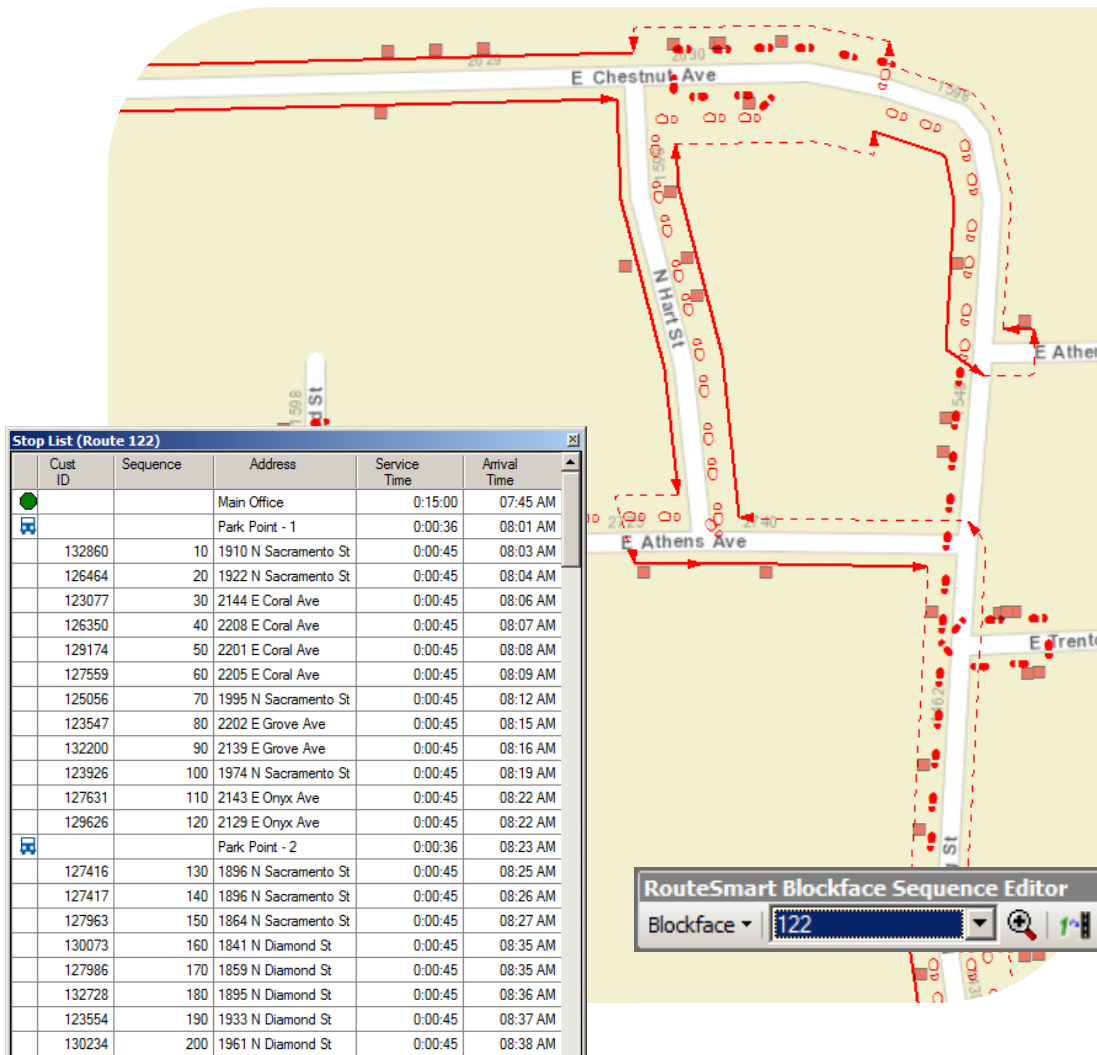 2629
2630
E Chestnut Ave
1598
1599
N Hart St
E Ather
1598
d St
1548
2725
2740
E Athens Ave
E Trento
1462
g St
Stop List (Route 122)
Cust ID Sequence Address Service Time Arrival Time
Main Office 0:15:00 07:45 AM
Park Point - 1 0:00:36 08:01 AM
132860 10 1910 N Sacramento St 0:00:45 08:03 AM
126464 20 1922 N Sacramento St 0:00:45 08:04 AM
123077 30 2144 E Coral Ave 0:00:45 08:06 AM
126350 40 2208 E Coral Ave 0:00:45 08:07 AM
129174 50 2201 E Coral Ave 0:00:45 08:08 AM
127559 60 2205 E Coral Ave 0:00:45 08:09 AM
125056 70 1995 N Sacramento St 0:00:45 08:12 AM
123547 80 2202 E Grove Ave 0:00:45 08:15 AM
132200 90 2139 E Grove Ave 0:00:45 08:16 AM
123926 100 1974 N Sacramento St 0:00:45 08:19 AM
127631 110 2143 E Onyx Ave 0:00:45 08:22 AM
129626 120 2129 E Onyx Ave 0:00:45 08:22 AM
Park Point - 2 0:00:36 08:23 AM
127416 130 1896 N Sacramento St 0:00:45 08:25 AM
127417 140 1896 N Sacramento St 0:00:45 08:26 AM
127963 150 1864 N Sacramento St 0:00:45 08:27 AM
130073 160 1841 N Diamond St 0:00:45 08:35 AM
127986 170 1859 N Diamond St 0:00:45 08:35 AM
132728 180 1895 N Diamond St 0:00:45 08:36 AM
123554 190 1933 N Diamond St 0:00:45 08:37 AM
130234 200 1961 N Diamond St 0:00:45 08:38 AM
RouteSmart Blockface Sequence Editor
Blockface 122